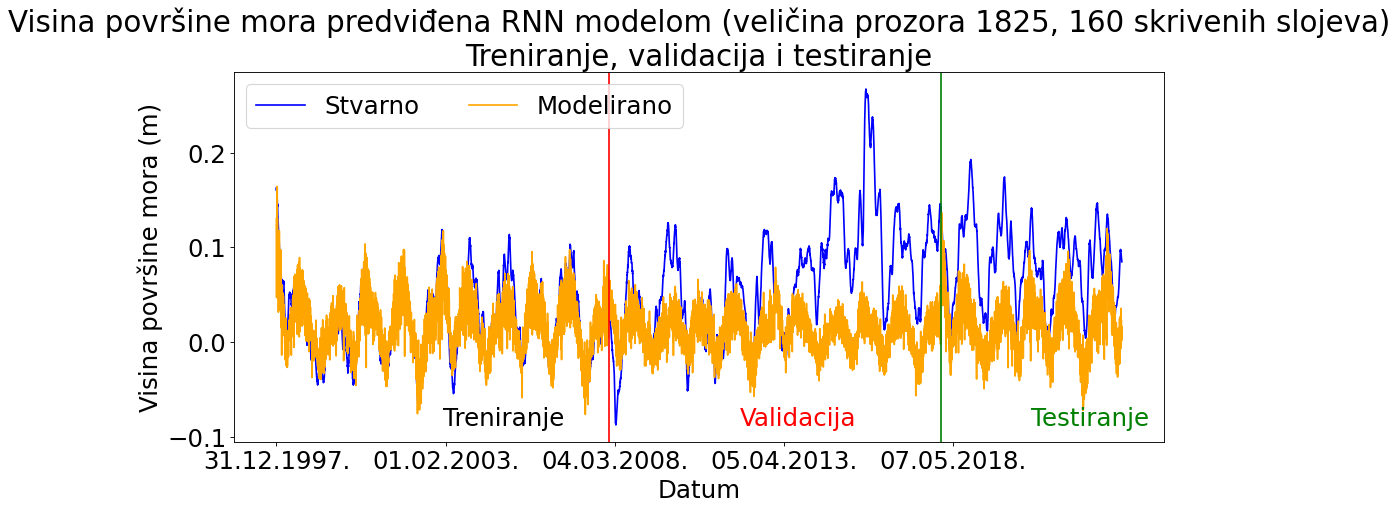 Visina površine mora predviđena RNN modelom (veličina prozora 1825, 160 skrivenih slojeva)
Treniranje, validacija i testiranje
Stvarno
Modelirano
Visina površine mora (m)
0.2
0.1
0.0
−0.1
Treniranje
Validacija
Testiranje
31.12.1997.
01.02.2003.
04.03.2008.
05.04.2013.
07.05.2018.
Datum